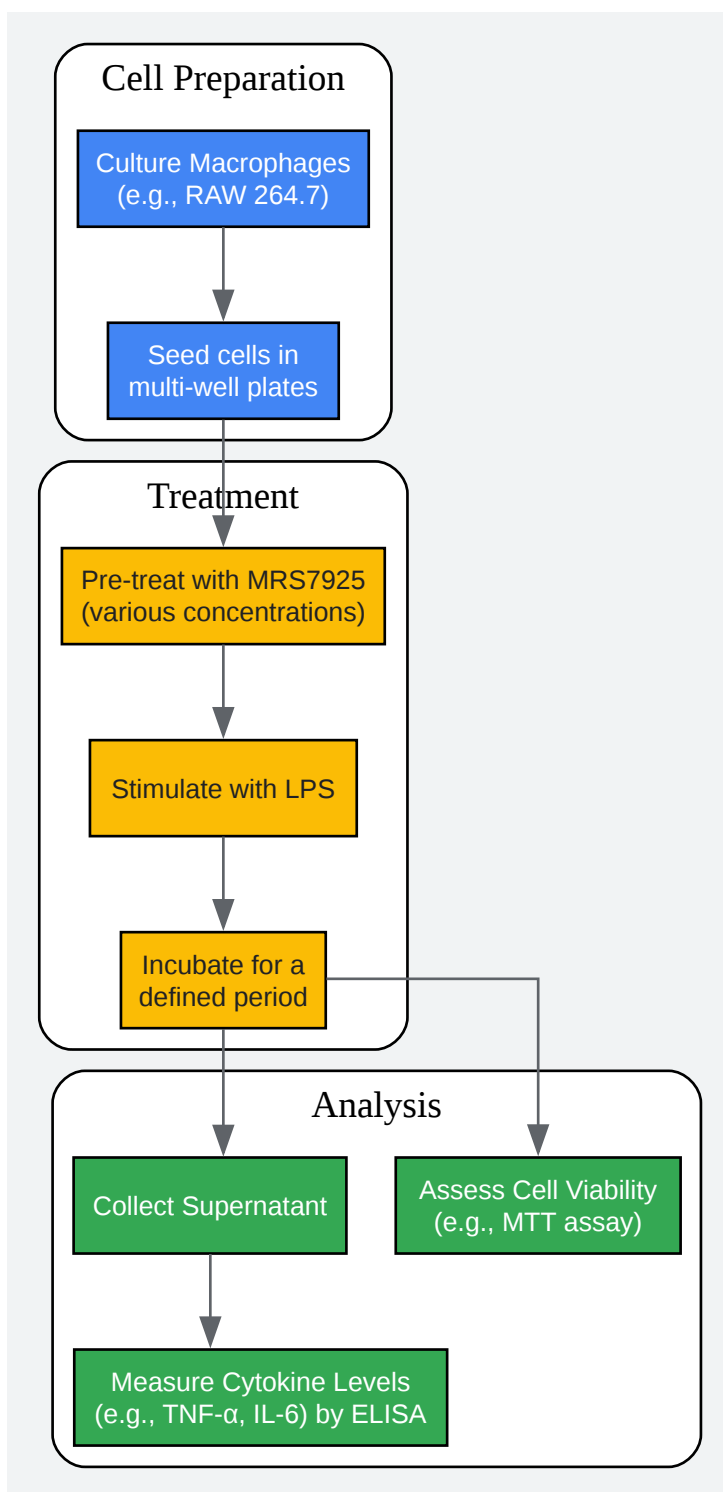 Cell Preparation
Culture Macrophages
(e.g., RAW 264.7)
Seed cells in
multi-well plates
Treatment
Pre-treat with MRS7925
(various concentrations)
Stimulate with LPS
Incubate for a
defined period
Analysis
Collect Supernatant
Assess Cell Viability
(e.g., MTT assay)
Measure Cytokine Levels
(e.g., TNF-α, IL-6) by ELISA